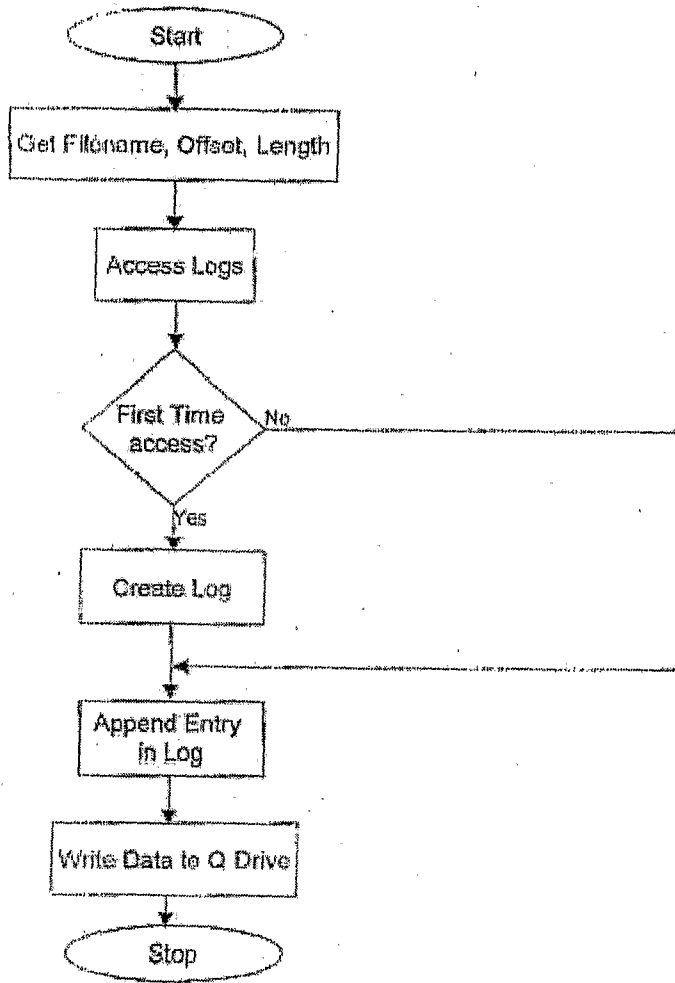 Start
Get Filename, Offset, Length
Access Logs
First Time
access?
No
Yes
Create Log
Append Entry
in Log
Write Data to Q Drive
Stop